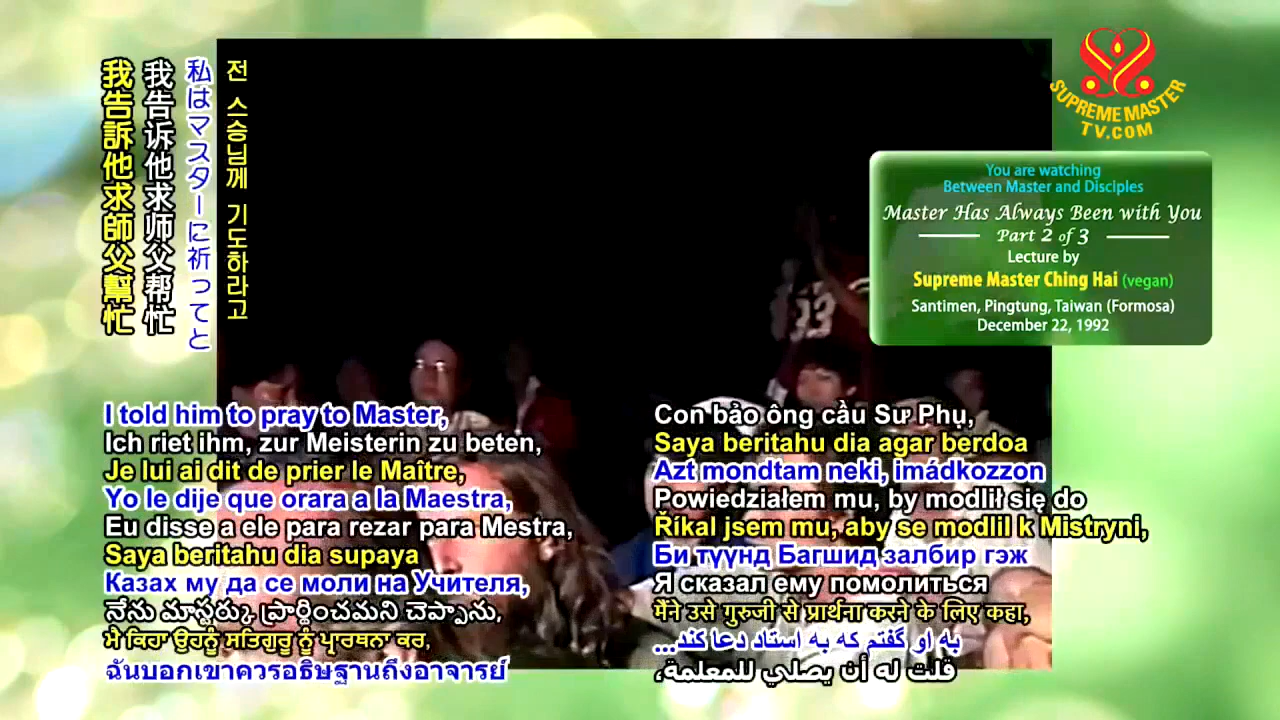 我告訴他求師父幫忙
我告诉他求师父帮忙
私はマスターに祈ってと
전 스승님께 기도하라고
SUPREME MASTER
TV.COM
You are watching
Between Master and Disciples
Master Has Always Been with You
Part 2 of 3
Lecture by
Supreme Master Ching Hai (vegan)
Santimen, Pingtung, Taiwan (Formosa)
December 22, 1992
33
I told him to pray to Master,
Ich riet ihm, zur Meisterin zu beten,
Je lui ai dit de prier le Maître,
Yo le dije que orara a la Maestra,
Eu disse a ele para rezar para Mestra,
Saya beritahu dia supaya
Казах му да се моли на Учителя,
నేను మాస్టర్కు ప్రార్థించమని చెప్పాను,
ਮੈਂ ਕਿਹਾ ਉਹਨੂੰ ਸਤਿਗੁਰੂ ਨੂੰ ਪ੍ਰਾਰਥਨਾ ਕਰ,
ฉันบอกเขาควรอธิษฐานถึงอาจารย์
Con bảo ông cầu Sư Phụ,
Saya beritahu dia agar berdoa
Azt mondtam neki, imádkozzon
Powiedziałem mu, by modlił się do
Říkal jsem mu, aby se modlil k Mistryni,
Би түүнд Багшид залбир гэж
Я сказал ему помолиться
मैंने उसे गुरुजी से प्रार्थना करने के लिए कहा,
به او گفتم که به استاد دعا کند...
قلت له أن يصلي للمعلمة،